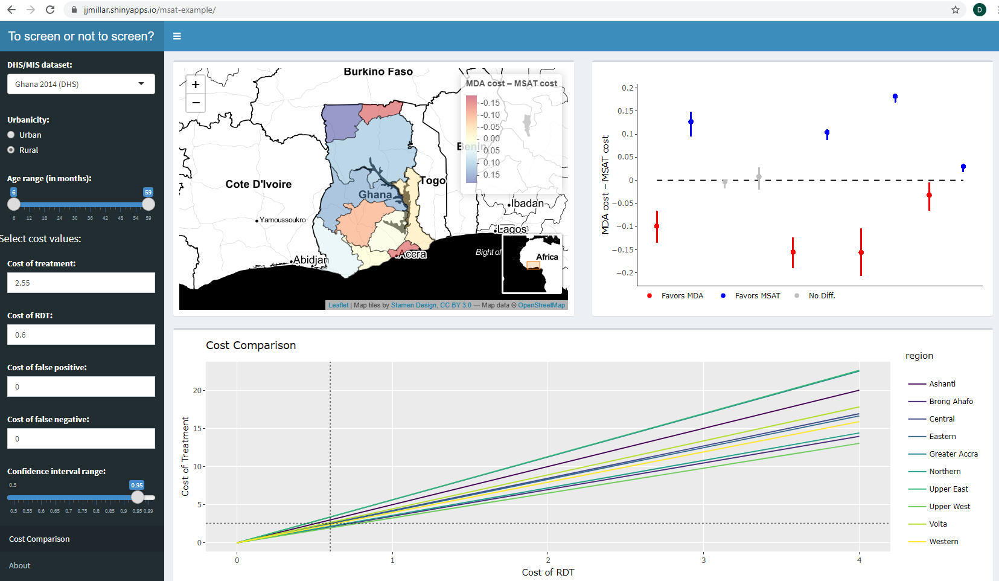 jjmillar.shinyapps.io/msat-example/
D
To screen or not to screen?
DHS/MIS dataset:
Ghana 2014 (DHS)
Urbanicity:
Urban
Rural
Age range (in months):
6
59
6 12 18 24 30 36 42 48 54 59
Select cost values:
Cost of treatment:
2.55
Cost of RDT:
0.6
Cost of false positive:
0
Cost of false negative:
0
Confidence interval range:
0.5
0.95
0.5 0.55 0.6 0.65 0.7 0.75 0.8 0.85 0.9 0.95 0.99
Cost Comparison
About
+
−
Burkino Faso
MDA cost – MSAT cost
-0.15
-0.10
-0.05
0.00
0.05
0.10
0.15
Benin
Cote D'Ivoire
Togo
Ghana
Ibadan
Yamoussoukro
Lagos
Abidjan
Accra
Bight of
Africa
Leaflet | Map tiles by Stamen Design, CC BY 3.0 — Map data © OpenStreetMap
MDA cost – MSAT cost
0.2
0.15
0.1
0.05
0
−0.05
−0.1
−0.15
−0.2
Favors MDA
Favors MSAT
No Diff.
Cost Comparison
Cost of Treatment
20
15
10
5
0
0 1 2 3 4
Cost of RDT
region
Ashanti
Brong Ahafo
Central
Eastern
Greater Accra
Northern
Upper East
Upper West
Volta
Western